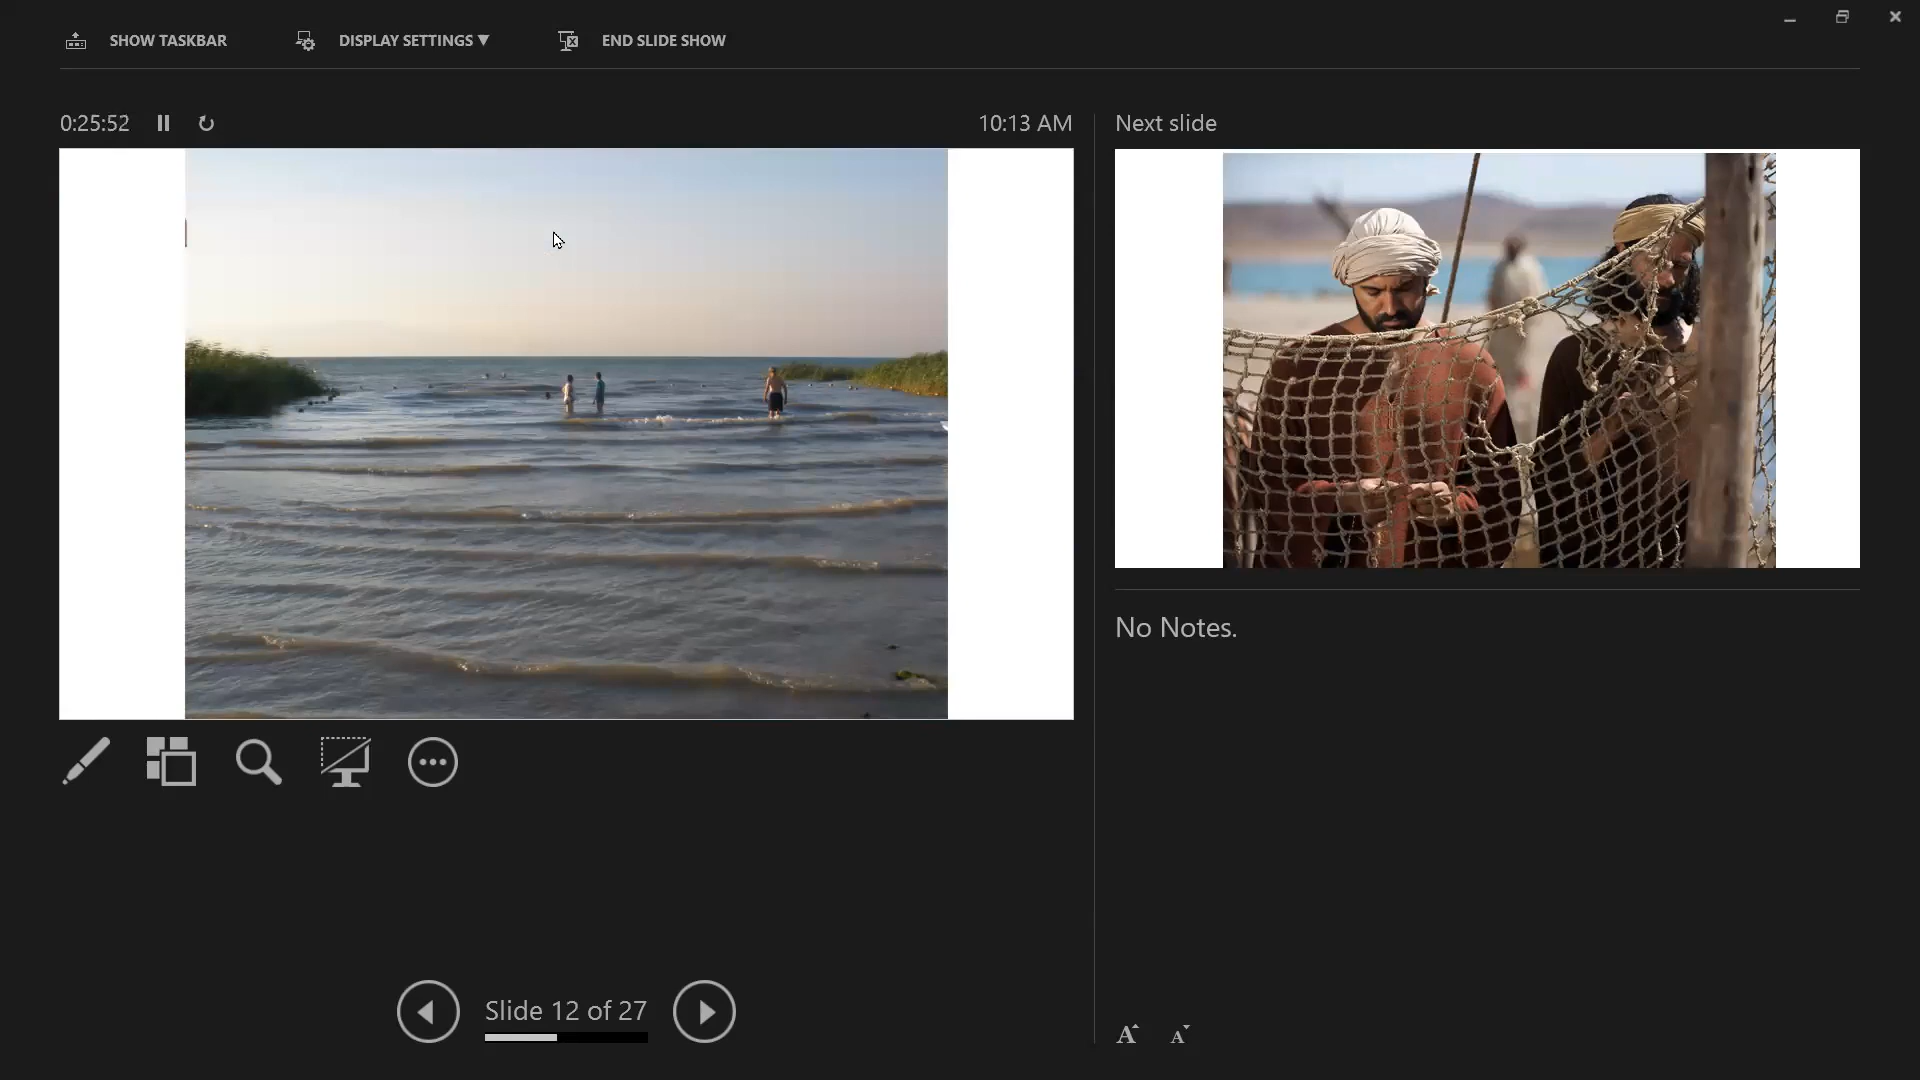 SHOW TASKBAR
DISPLAY SETTINGS ▼
END SLIDE SHOW
0:25:52
10:13 AM
Next slide
No Notes.
Slide 12 of 27
A A